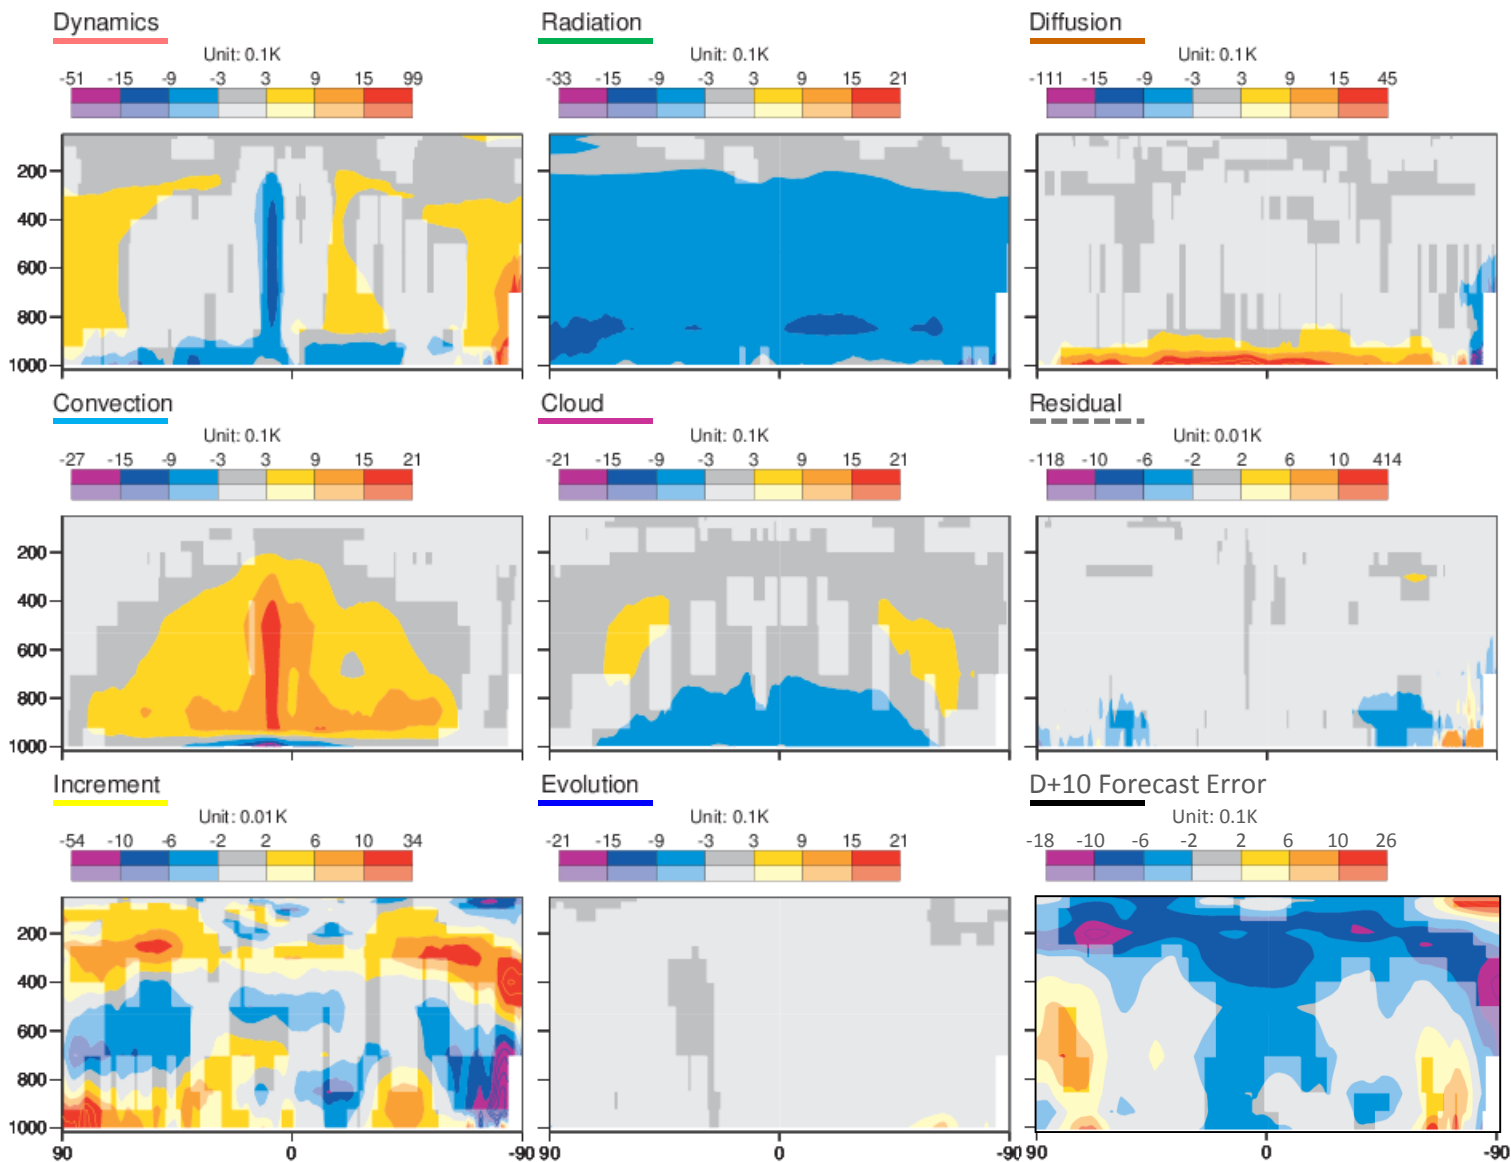 Dynamics Radiation Diffusion
Unit: 0.1K Unit: 0.1K Unit: 0.1K
-51 -15 -9 -3 3 9 15 99 -33 -15 -9 -3 3 9 15 21 -111 -15 -9 -3 3 9 15 45
200
400
600
800
1000
Convection Cloud Residual
Unit: 0.1K Unit: 0.1K Unit: 0.01K
-27 -15 -9 -3 3 9 15 21 -21 -15 -9 -3 3 9 15 21 -118 -10 -6 -2 2 6 10 414
200
400
600
800
1000
Increment Evolution D+10 Forecast Error
Unit: 0.01K Unit: 0.1K Unit: 0.1K
-54 -10 -6 -2 2 6 10 34 -21 -15 -9 -3 3 9 15 21 -18 -10 -6 -2 2 6 10 26
200
400
600
800
1000
90 0 -90 90 0 -90 90 0 -90